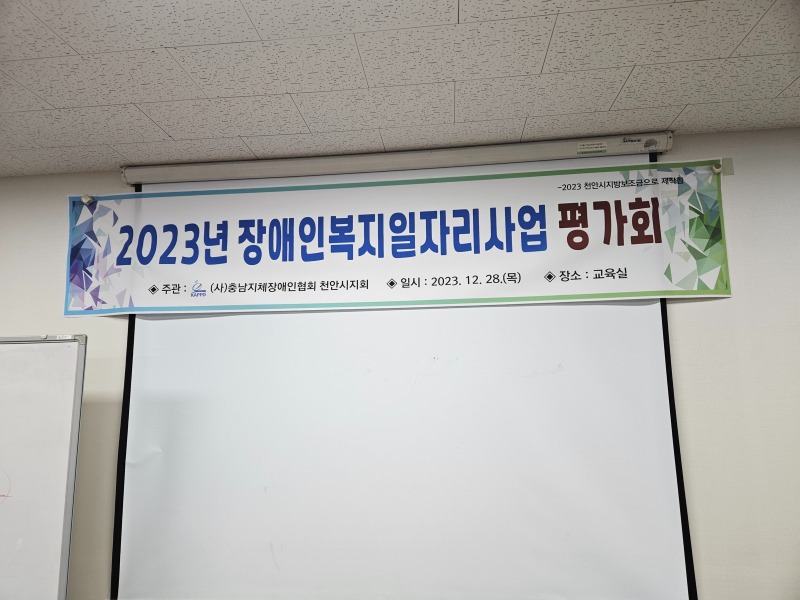 -2023 천안시지방보조금으로 제작됨
2023년 장애인복지일자리사업 평가회
◈ 주관 : KAPPD (사)충남지체장애인협회 천안시지회 ◈ 일시 : 2023. 12. 28.(목) ◈ 장소 : 교육실